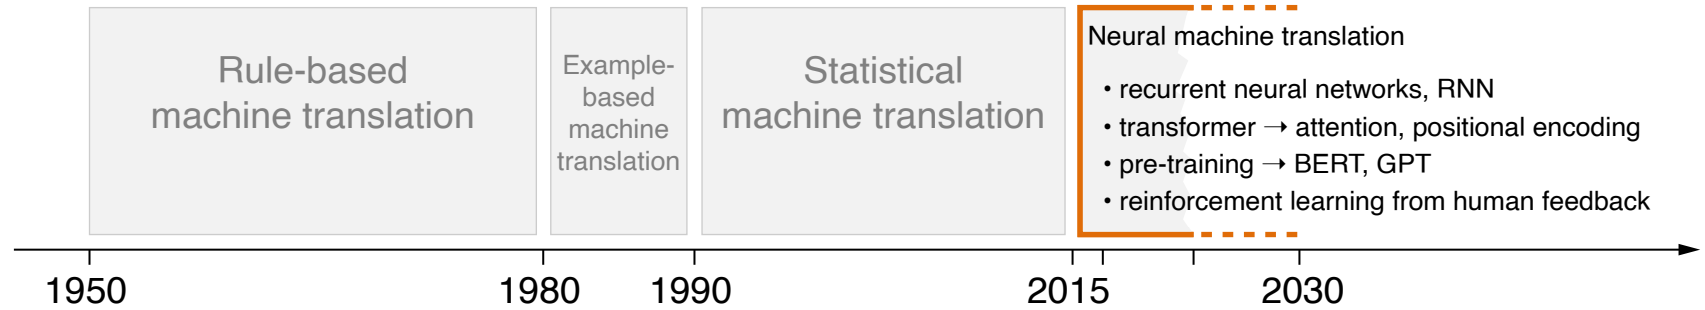 Rule-based
machine translation
Example-
based
machine
translation
Statistical
machine translation
Neural machine translation
• recurrent neural networks, RNN
• transformer → attention, positional encoding
• pre-training → BERT, GPT
• reinforcement learning from human feedback
1950
1980
1990
2015
2030